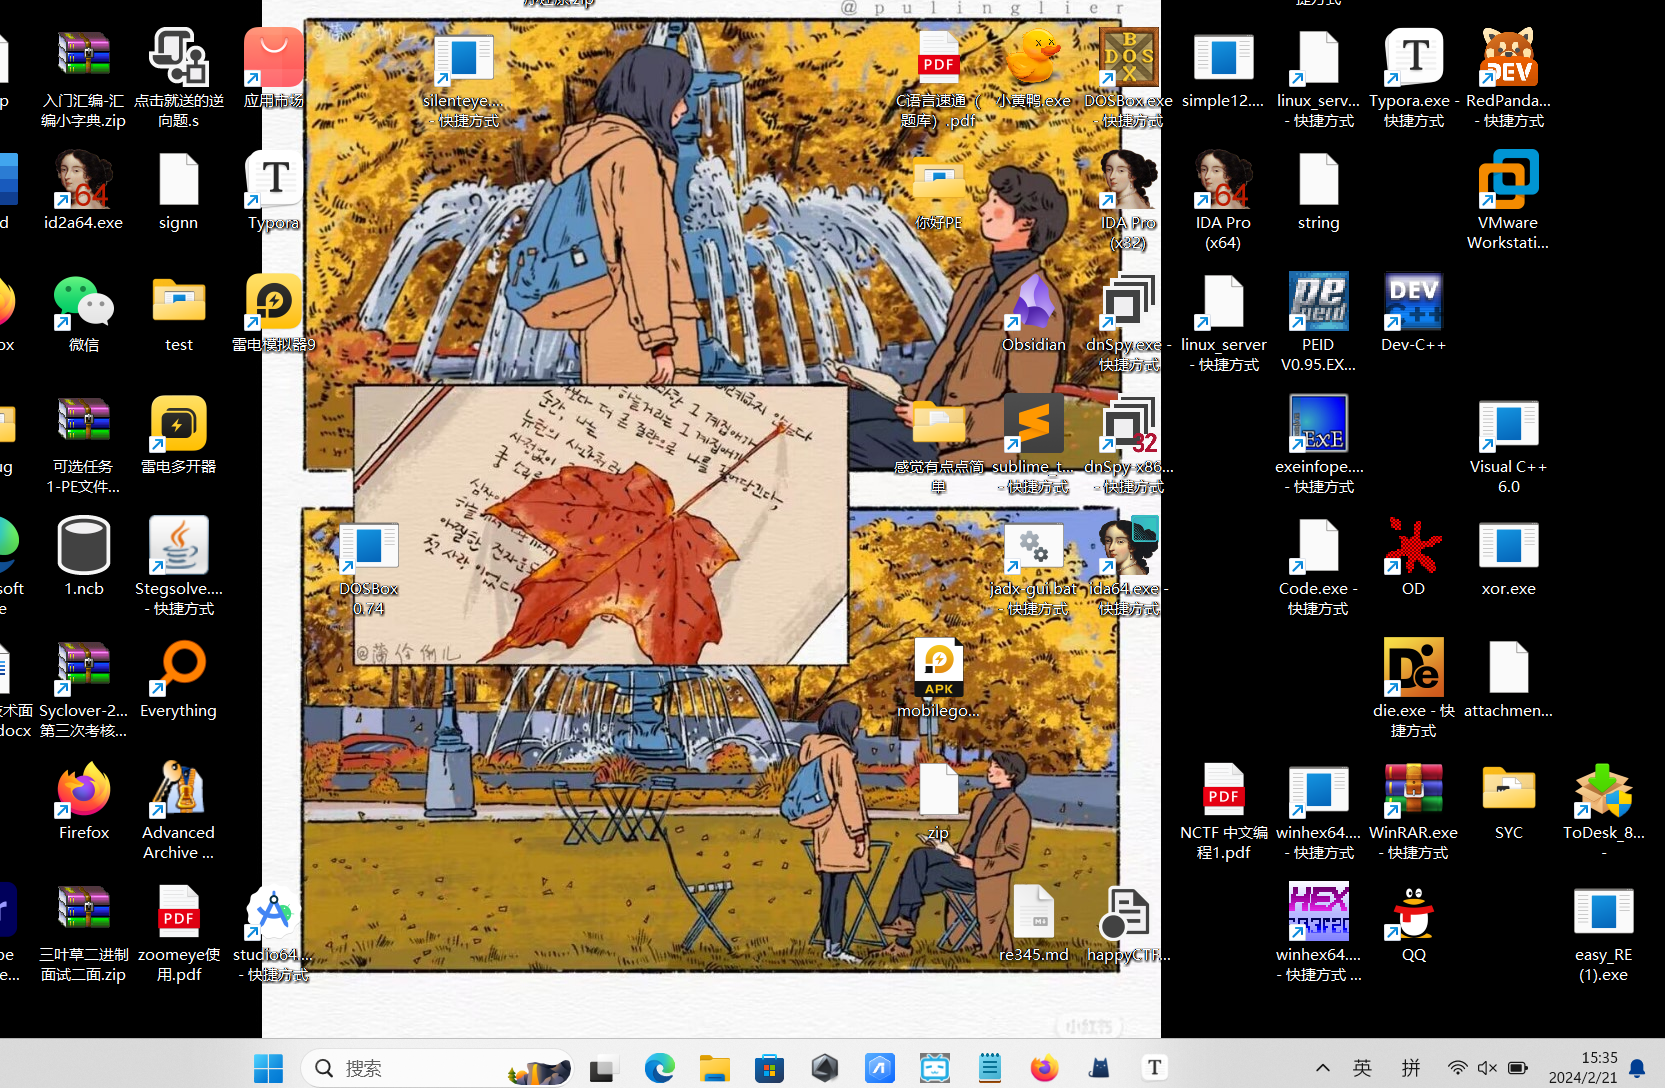 @pulinglier
入门汇编-汇
编小字典.zip
点击就送的逆
向题.s
应用市场
silenteye....
- 快捷方式
C语言速通（
题库）.pdf
小黄鸭.exe
DOSBox.exe
- 快捷方式
simple12....
linux_serv...
- 快捷方式
Typora.exe -
快捷方式
RedPanda...
- 快捷方式
id2a64.exe
signn
Typora
你好PE
IDA Pro
(x32)
IDA Pro
(x64)
string
VMware
Workstati...
微信
test
雷电模拟器9
Obsidian
dnSpy.exe -
快捷方式
linux_server
- 快捷方式
PEID
V0.95.EX...
Dev-C++
可选任务
1-PE文件...
雷电多开器
感觉有点点简
单
sublime_t...
- 快捷方式
dnSpy-x86...
- 快捷方式
exeinfope....
- 快捷方式
Visual C++
6.0
1.ncb
Stegsolve....
- 快捷方式
DOSBox
0.74
jadx-gui.bat
- 快捷方式
ida64.exe -
快捷方式
Code.exe -
快捷方式
OD
xor.exe
Syclover-2...
第三次考核...
Everything
mobilego...
die.exe - 快
捷方式
attachmen...
Firefox
Advanced
Archive ...
zip
NCTF 中文编
程1.pdf
winhex64....
- 快捷方式
WinRAR.exe
- 快捷方式
SYC
ToDesk_8...
-
三叶草二进制
面试二面.zip
zoomeye使
用.pdf
studio64....
- 快捷方式
re345.md
happyCTF...
winhex64....
- 快捷方式 ...
QQ
easy_RE
(1).exe
小红书
搜索
英
拼
15:35
2024/2/21